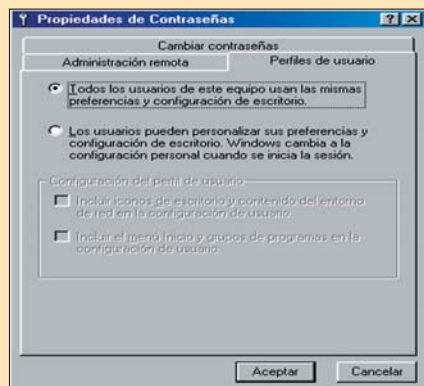 Propiedades de Contraseñas
Cambiar contraseñas
Administración remota
Perfiles de usuario
Todos los usuarios de este equipo usan las mismas
preferencias y configuración de escritorio.
Los usuarios pueden personalizar sus preferencias y
configuración de escritorio. Windows cambia a la
configuración personal cuando se inicia la sesión.
Configuración del perfil de usuario
Incluir iconos de escritorio y contenido del entorno
de red en la configuración de usuario.
Incluir el menú Inicio y grupos de programas en la
configuración de usuario.
Aceptar
Cancelar